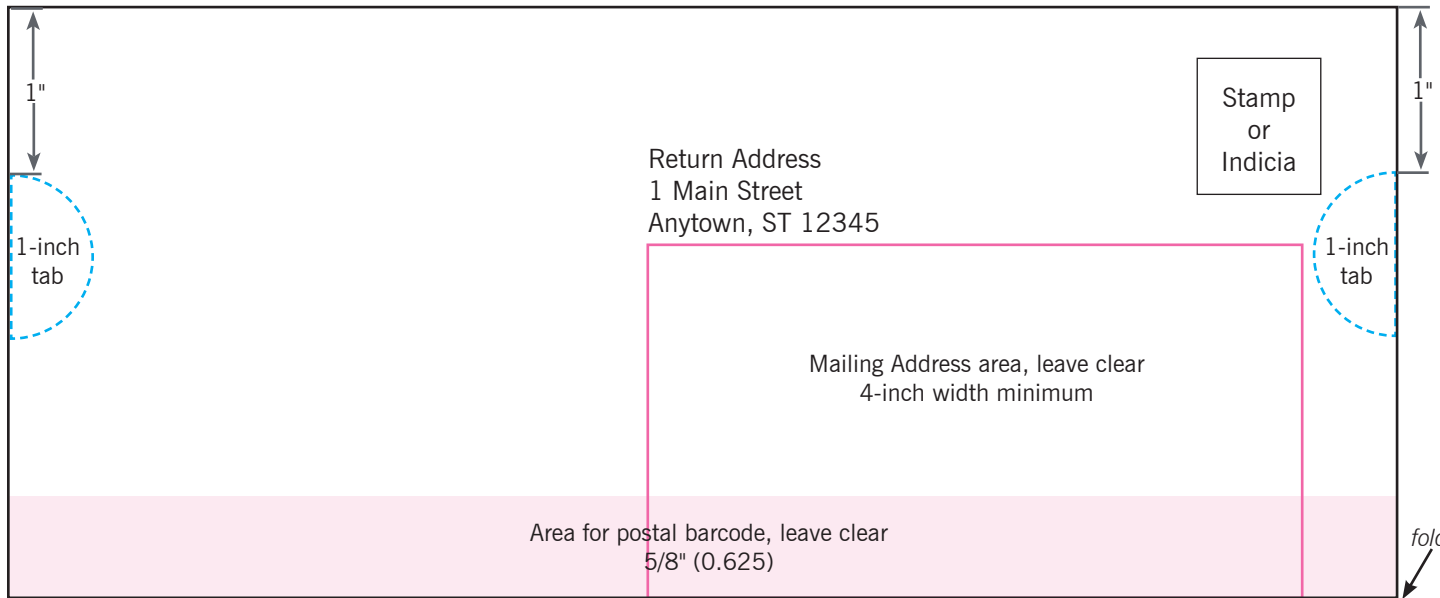 1"
1"
Stamp
or
Indicia
Return Address
1 Main Street
Anytown, ST 12345
1-inch
tab
1-inch
tab
Mailing Address area, leave clear
4-inch width minimum
Area for postal barcode, leave clear
5/8" (0.625)